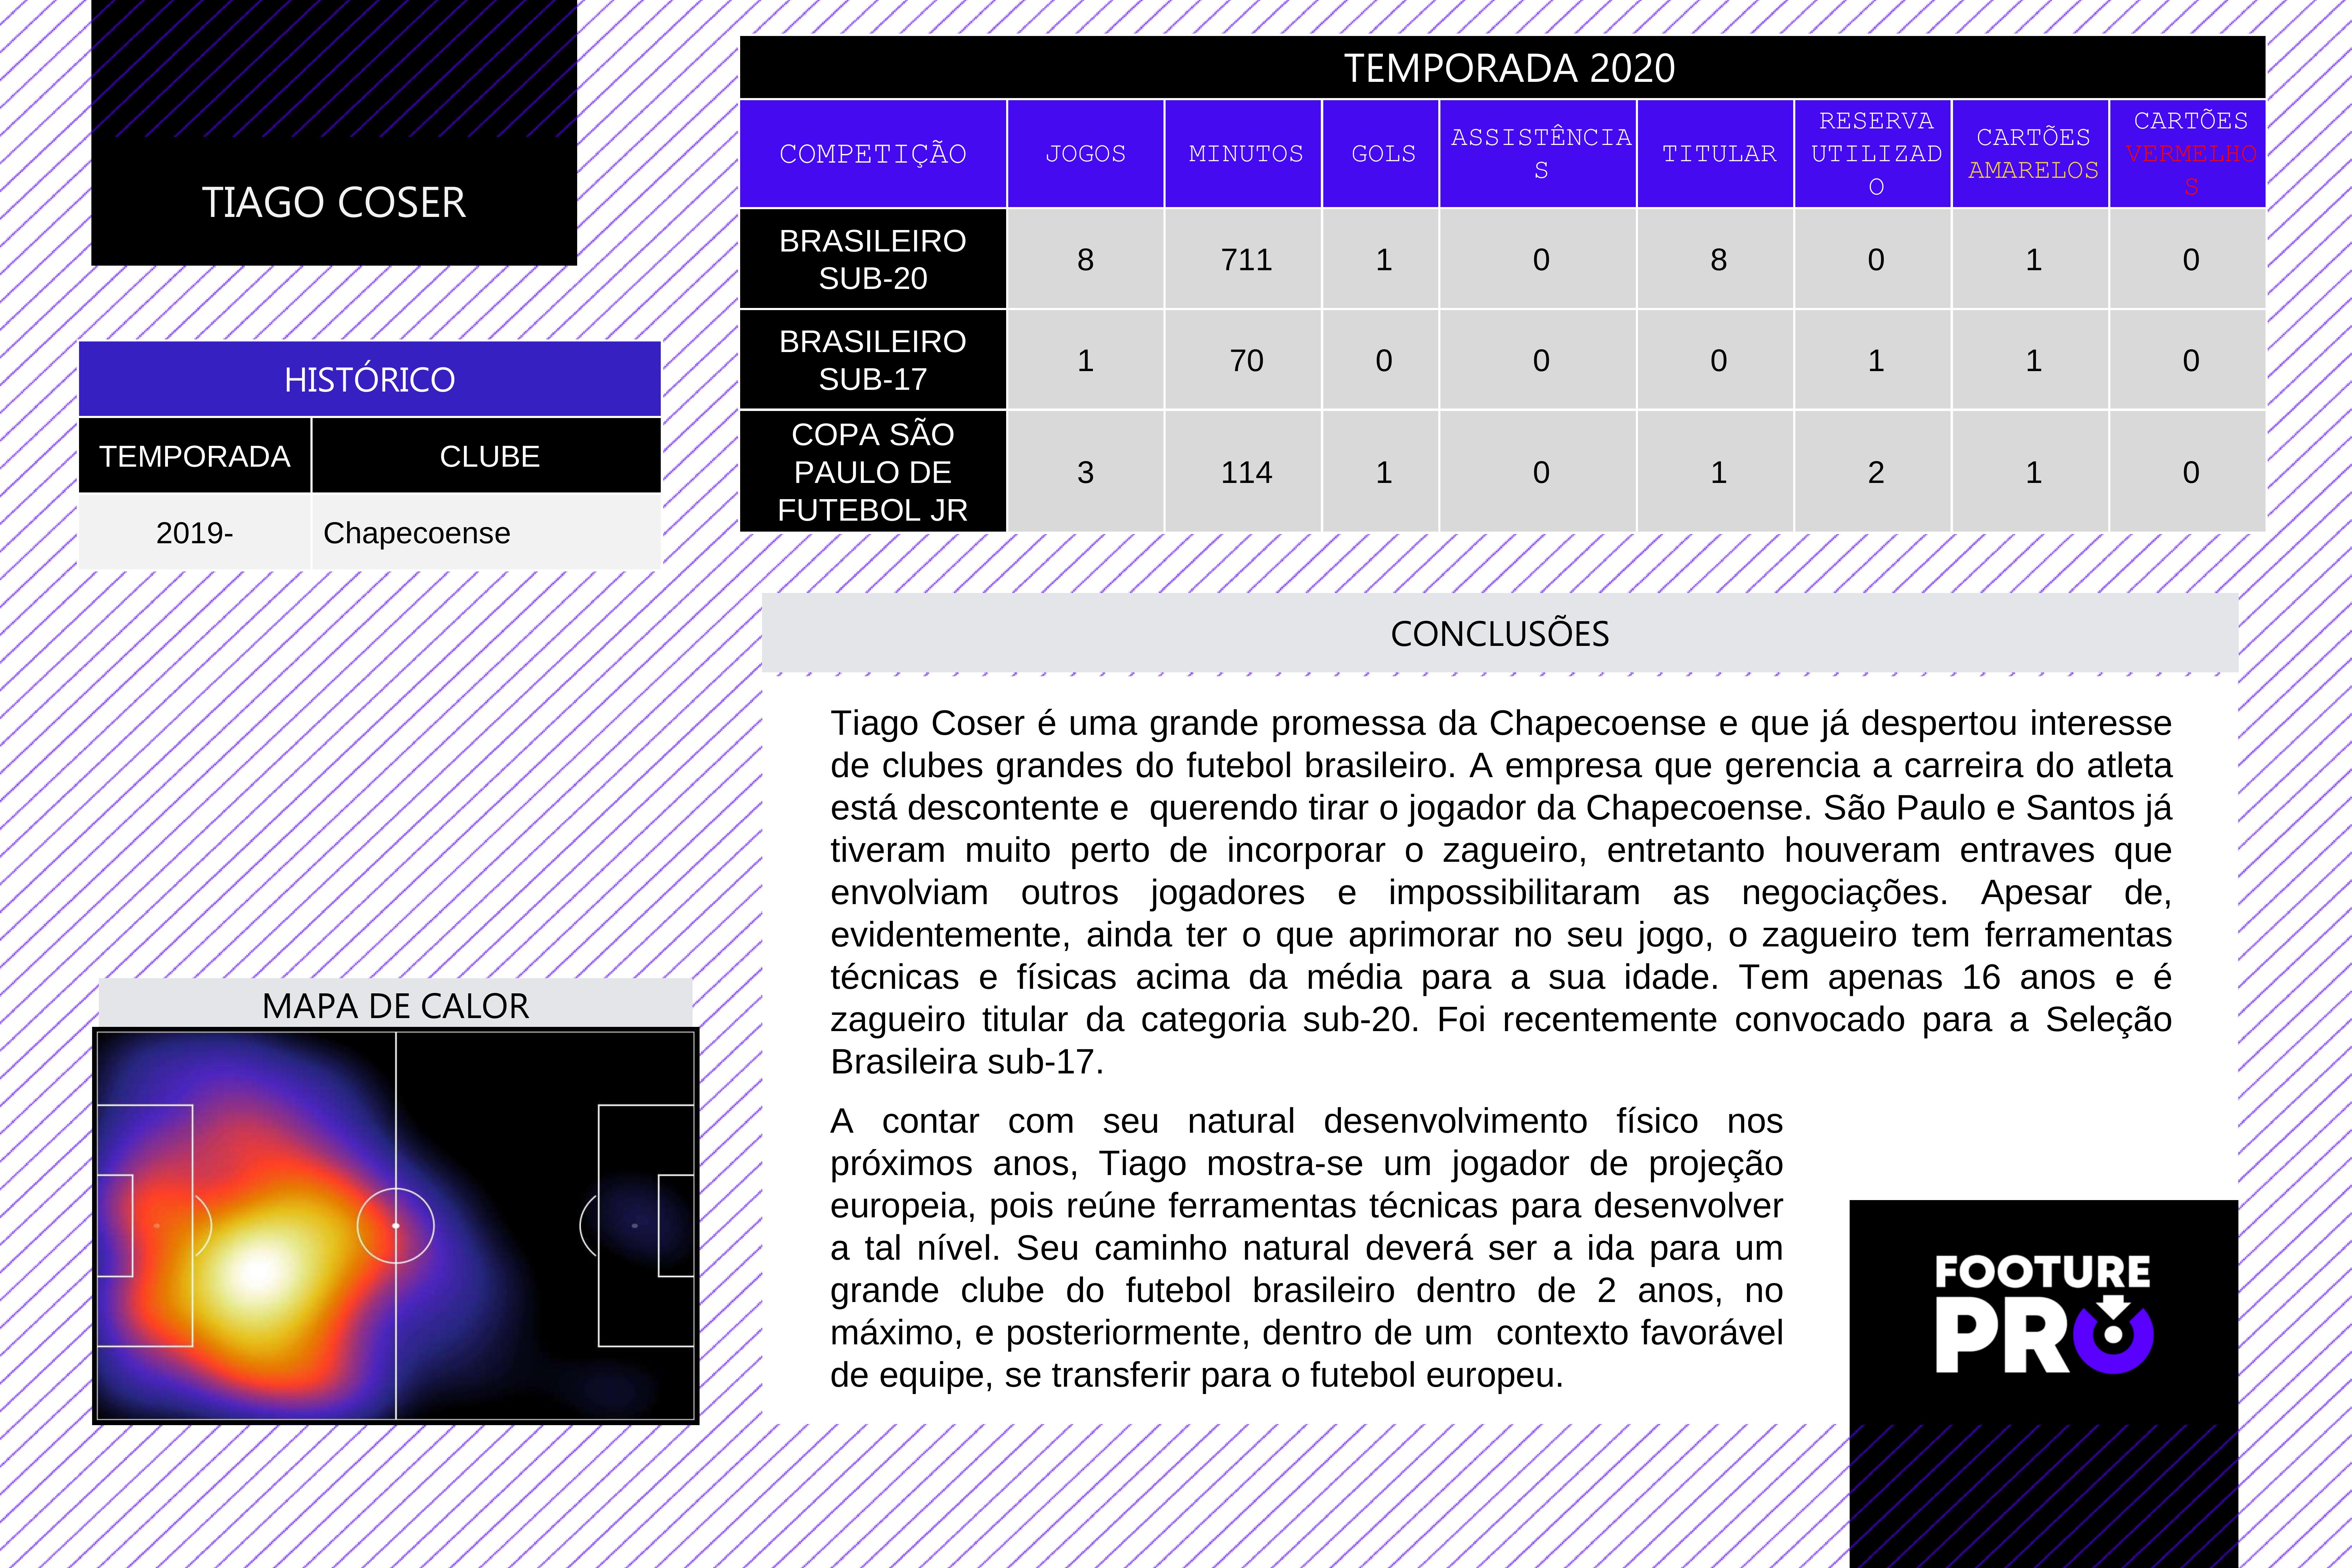 TIAGO COSER
HISTÓRICO
TEMPORADA CLUBE
2019- Chapecoense
TEMPORADA 2020
COMPETIÇÃO JOGOS MINUTOS GOLS ASSISTÊNCIA
S TITULAR RESERVA
UTILIZAD
O CARTÕES
AMARELOS CARTÕES
VERMELHO
S
BRASILEIRO
SUB-20 8 711 1 0 8 0 1 0
BRASILEIRO
SUB-17 1 70 0 0 0 1 1 0
COPA SÃO
PAULO DE
FUTEBOL JR 3 114 1 0 1 2 1 0
CONCLUSÕES
Tiago Coser é uma grande promessa da Chapecoense e que já despertou interesse
de clubes grandes do futebol brasileiro. A empresa que gerencia a carreira do atleta
está descontente e  querendo tirar o jogador da Chapecoense. São Paulo e Santos já
tiveram muito perto de incorporar o zagueiro, entretanto houveram entraves que
envolviam outros jogadores e impossibilitaram as negociações. Apesar de,
evidentemente, ainda ter o que aprimorar no seu jogo, o zagueiro tem ferramentas
técnicas e físicas acima da média para a sua idade. Tem apenas 16 anos e é
zagueiro titular da categoria sub-20. Foi recentemente convocado para a Seleção
Brasileira sub-17.
A contar com seu natural desenvolvimento físico nos
próximos anos, Tiago mostra-se um jogador de projeção
europeia, pois reúne ferramentas técnicas para desenvolver
a tal nível. Seu caminho natural deverá ser a ida para um
grande clube do futebol brasileiro dentro de 2 anos, no
máximo, e posteriormente, dentro de um  contexto favorável
de equipe, se transferir para o futebol europeu.
MAPA DE CALOR
FOOTURE
PRO